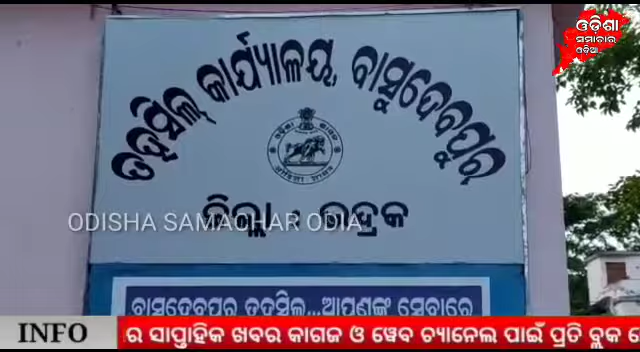 ତହସିଲ୍ କାର୍ଯ୍ୟାଳୟ, ବାସୁଦେବପୁର
ଜିଲ୍ଲା : ଭଦ୍ରକ
ODISHA SAMACHAR ODIA
ବାସୁଦେବପୁର ତହସିଲ...ଆପଣଙ୍କ ସେବାରେ
ଓଡ଼ିଶା
ସମାଚାର
ଓଡିଆ
INFO
ର ସାପ୍ତାହିକ ଖବର କାଗଜ ଓ ୱେବ ଚ୍ୟାନେଲ ପାଇଁ ପ୍ରତି ବ୍ଲକ